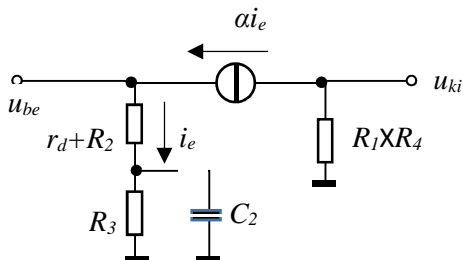 αi_e
u_be
u_ki
r_d+R_2
i_e
R_1XR_4
R_3
C_2